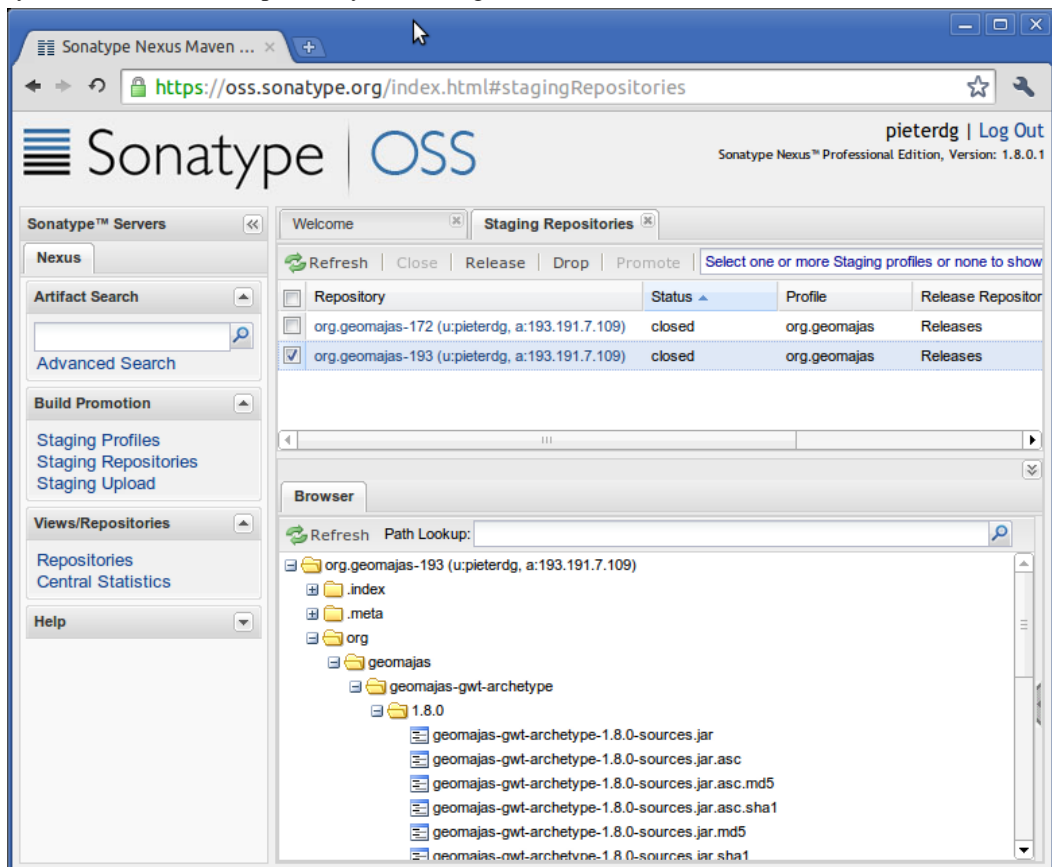 Sonatype Nexus Maven ...
https://oss.sonatype.org/index.html#stagingRepositories
Sonatype OSS
pieterdg | Log Out
Sonatype Nexus™ Professional Edition, Version: 1.8.0.1
Sonatype™ Servers
Nexus
Artifact Search
Advanced Search
Build Promotion
Staging Profiles
Staging Repositories
Staging Upload
Views/Repositories
Repositories
Central Statistics
Help
Welcome Staging Repositories
Refresh Close Release Drop Promote Select one or more Staging profiles or none to show
Repository Status Profile Release Repositor
org.geomajas-172 (u:pieterdg, a:193.191.7.109) closed org.geomajas Releases
org.geomajas-193 (u:pieterdg, a:193.191.7.109) closed org.geomajas Releases
Browser
Refresh Path Lookup:
org.geomajas-193 (u:pieterdg, a:193.191.7.109)
.index
.meta
org
geomajas
geomajas-gwt-archetype
1.8.0
geomajas-gwt-archetype-1.8.0-sources.jar
geomajas-gwt-archetype-1.8.0-sources.jar.asc
geomajas-gwt-archetype-1.8.0-sources.jar.asc.md5
geomajas-gwt-archetype-1.8.0-sources.jar.asc.sha1
geomajas-gwt-archetype-1.8.0-sources.jar.md5
geomajas-gwt-archetype-1.8.0-sources.jar.sha1